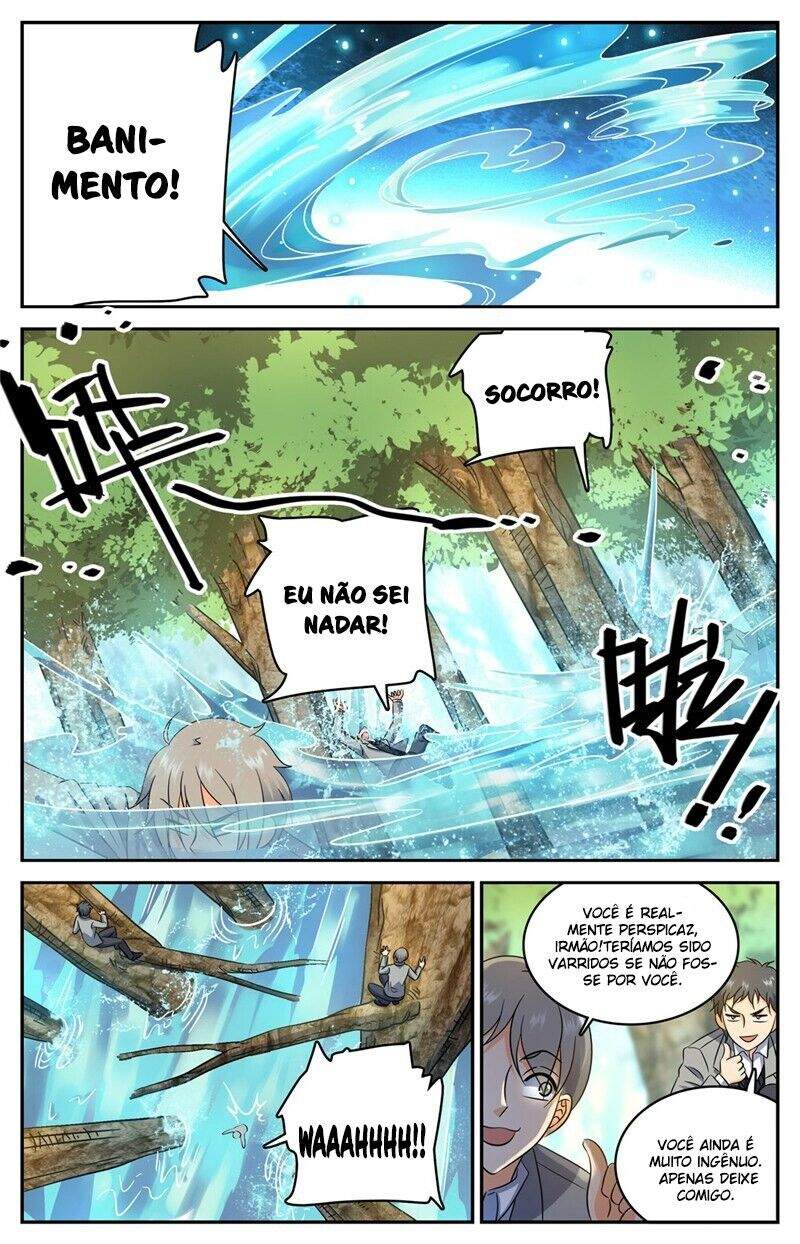 BANI-
MENTO!
SOCORRO!
EU NÃO SEI
NADAR!
WAAAHHHH!!
VOCÊ É REAL-
MENTE PERSPICAZ,
IRMÃO!TERÍAMOS SIDO
VARRIDOS SE NÃO FOS-
SE POR VOCÊ.
VOCÊ AINDA É
MUITO INGÊNUO.
APENAS DEIXE
COMIGO.